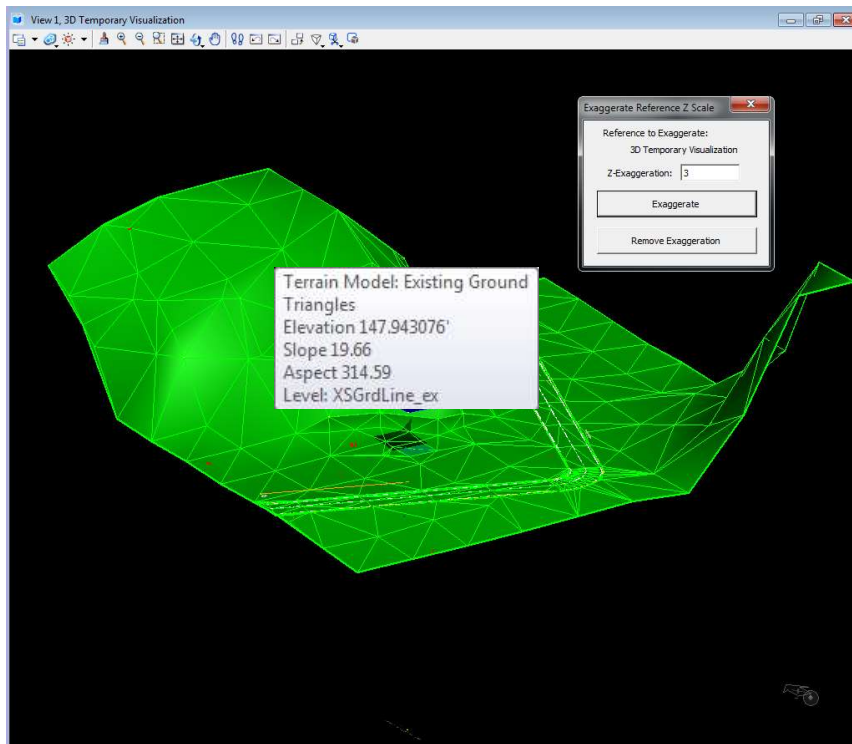 View 1, 3D Temporary Visualization
Exaggerate Reference Z Scale
Reference to Exaggerate:
3D Temporary Visualization
Z-Exaggeration: 3
Exaggerate
Remove Exaggeration
Terrain Model: Existing Ground
Triangles
Elevation 147.943076'
Slope 19.66
Aspect 314.59
Level: XSGrdLine_ex